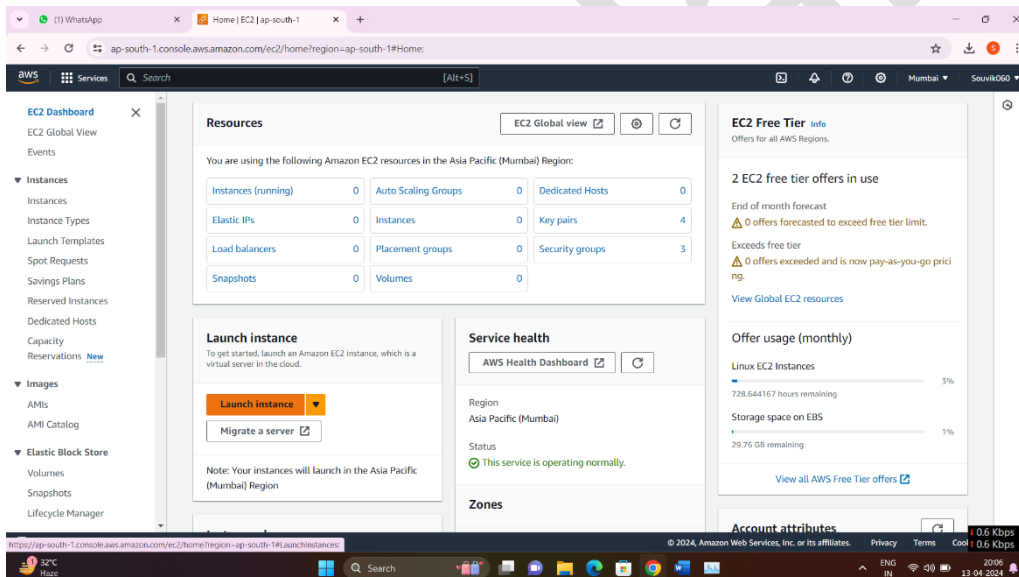 (1) WhatsApp
Home | EC2 | ap-south-1
ap-south-1.console.aws.amazon.com/ec2/home?region=ap-south-1#Home:
S
aws
Services
Search
[Alt+S]
Mumbai
Souvik060
EC2 Dashboard
EC2 Global View
Events
Instances
Instances
Instance Types
Launch Templates
Spot Requests
Savings Plans
Reserved Instances
Dedicated Hosts
Capacity
Reservations New
Images
AMIs
AMI Catalog
Elastic Block Store
Volumes
Snapshots
Lifecycle Manager
Resources
EC2 Global view
You are using the following Amazon EC2 resources in the Asia Pacific (Mumbai) Region:
Instances (running) 0 Auto Scaling Groups 0 Dedicated Hosts 0
Elastic IPs 0 Instances 0 Key pairs 4
Load balancers 0 Placement groups 0 Security groups 3
Snapshots 0 Volumes 0
Launch instance
To get started, launch an Amazon EC2 instance, which is a
virtual server in the cloud.
Launch instance
Migrate a server
Note: Your instances will launch in the Asia Pacific
(Mumbai) Region
Service health
AWS Health Dashboard
Region
Asia Pacific (Mumbai)
Status
This service is operating normally.
Zones
EC2 Free Tier Info
Offers for all AWS Regions.
2 EC2 free tier offers in use
End of month forecast
0 offers forecasted to exceed free tier limit.
Exceeds free tier
0 offers exceeded and is now pay-as-you-go prici
ng.
View Global EC2 resources
Offer usage (monthly)
Linux EC2 Instances
3%
728.644167 hours remaining
Storage space on EBS
1%
29.76 GB remaining
View all AWS Free Tier offers
Account attributes
https://ap-south-1.console.aws.amazon.com/ec2/home?region=ap-south-1#LaunchInstances:
© 2024, Amazon Web Services, Inc. or its affiliates. Privacy Terms
0.6 Kbps
0.6 Kbps
1
32°C
Haze
Search
ENG
IN
20:06
13-04-2024